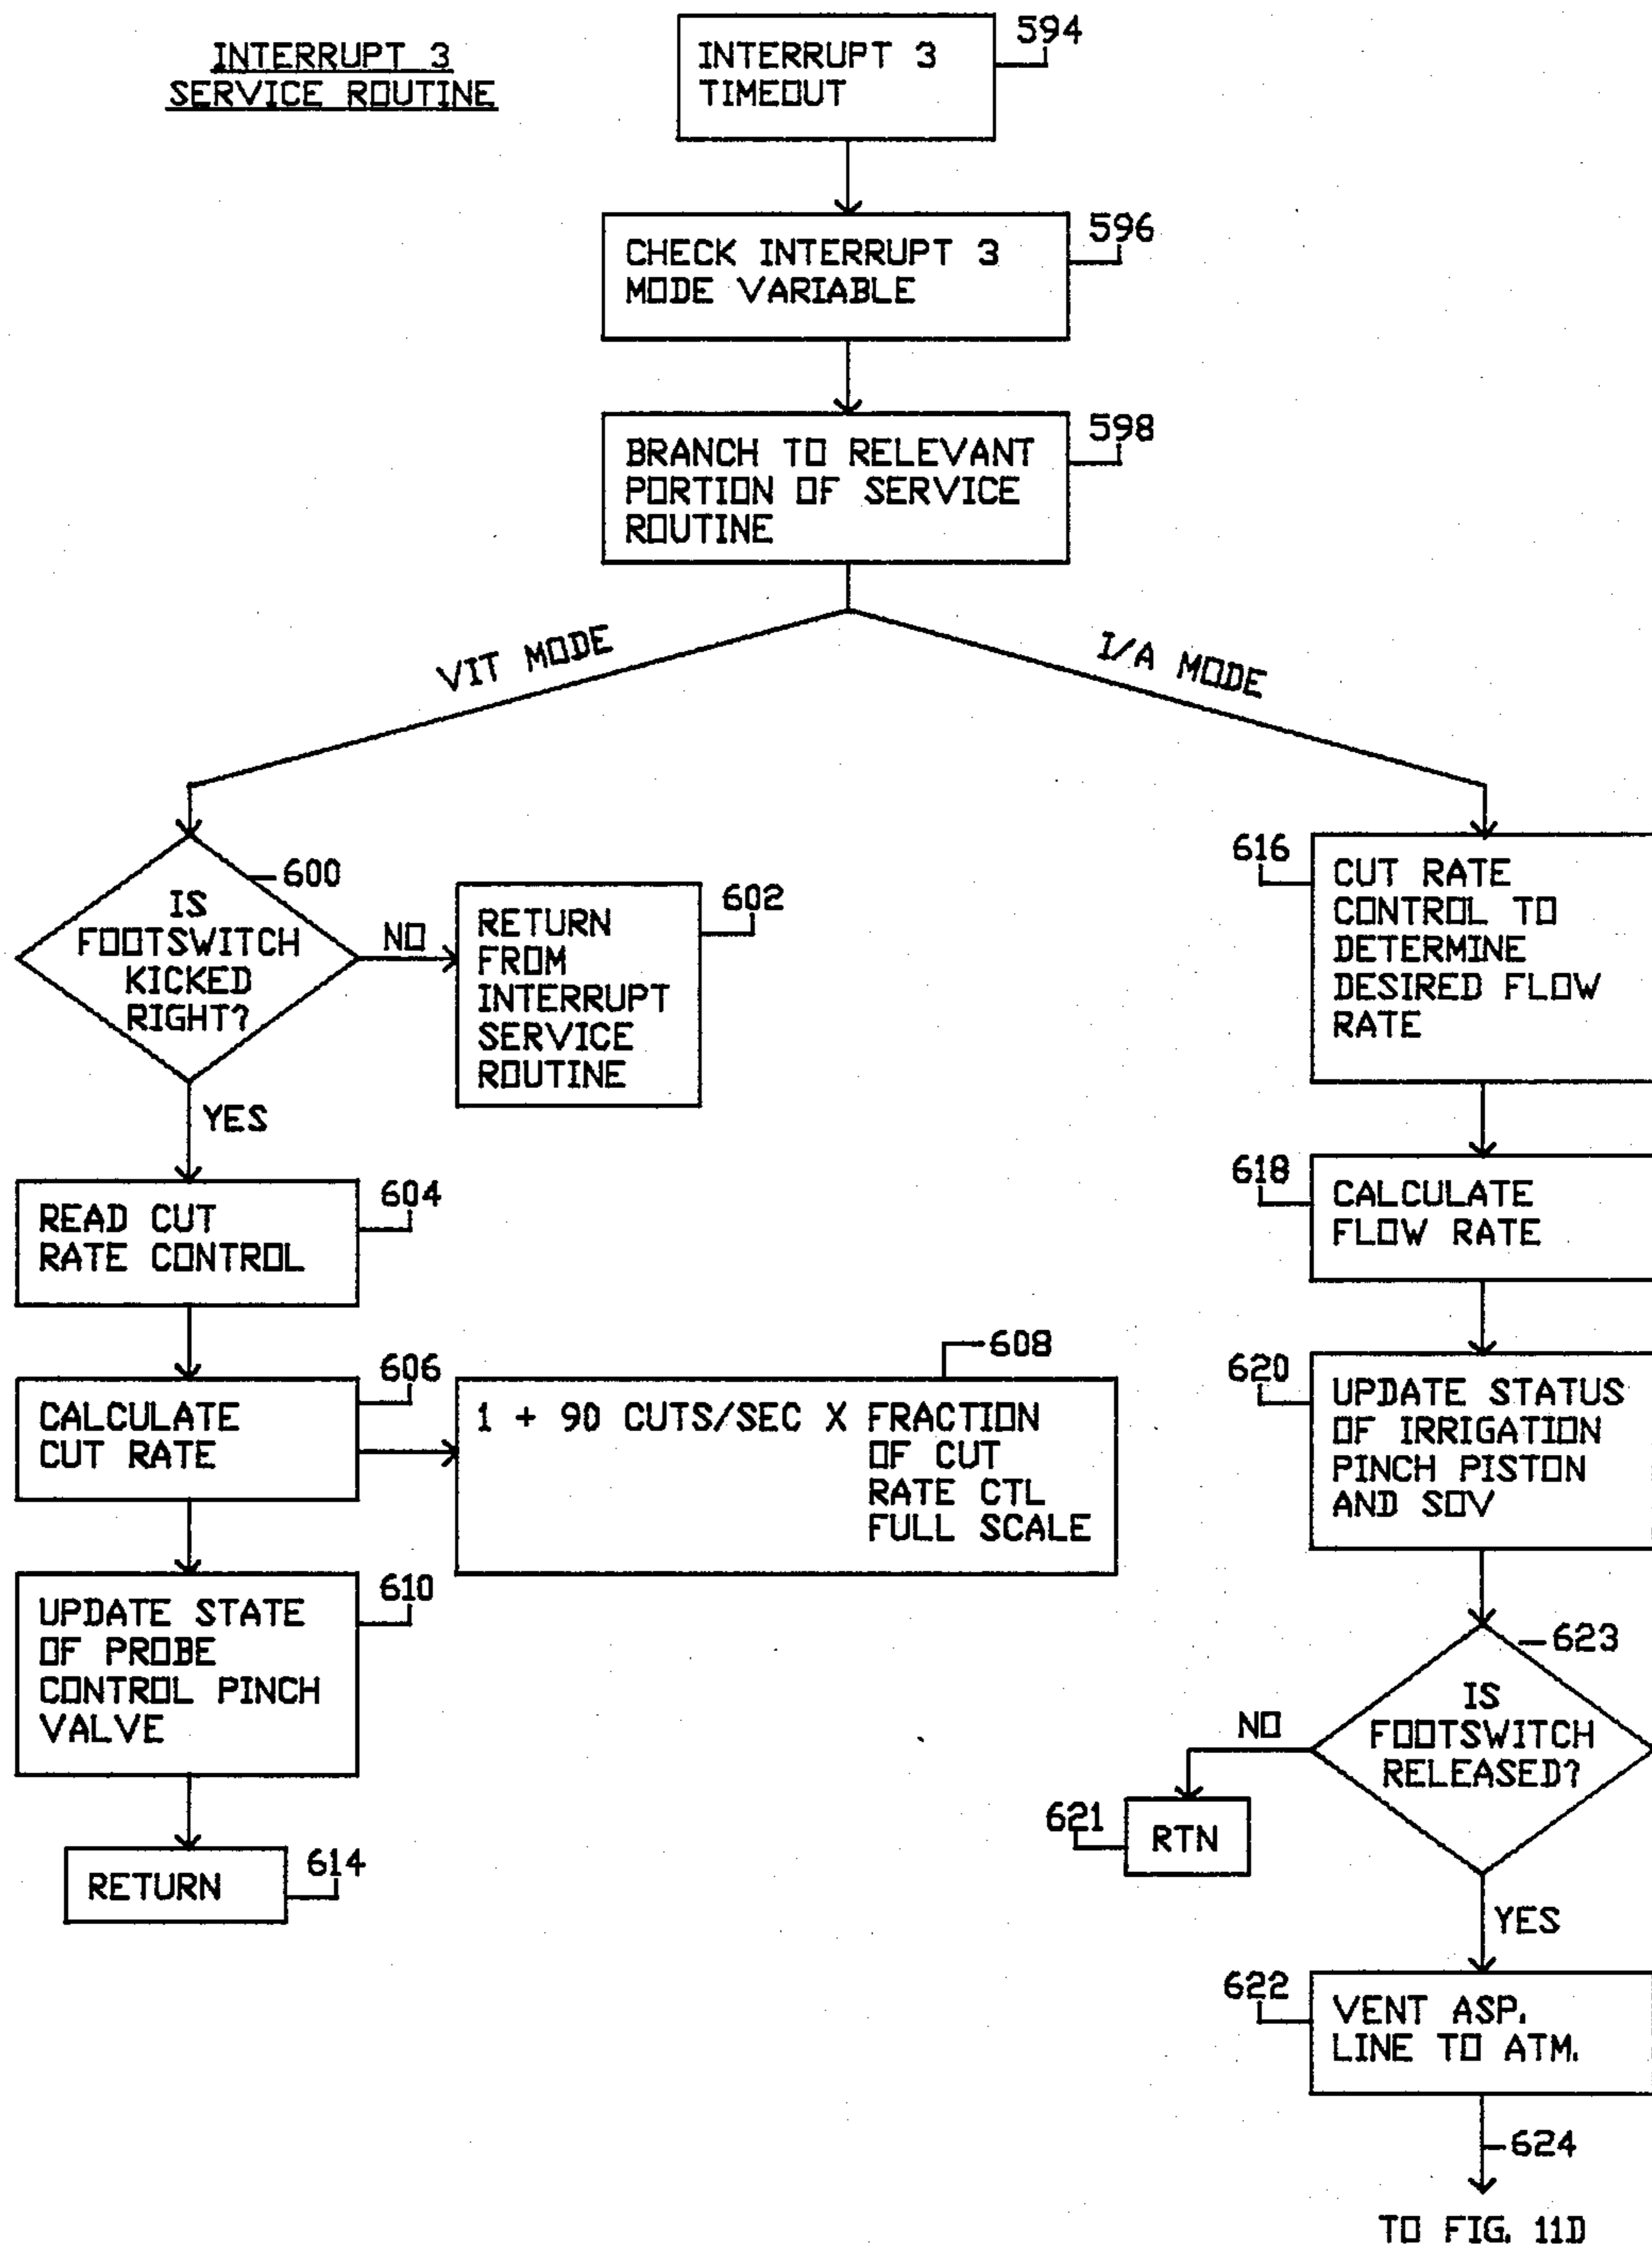 INTERRUPT 3
SERVICE ROUTINE
INTERRUPT 3
TIMEOUT
594
CHECK INTERRUPT 3
MODE VARIABLE
596
BRANCH TO RELEVANT
PORTION OF SERVICE
ROUTINE
598
VIT MODE
I/A MODE
600
IS
FOOTSWITCH
KICKED
RIGHT?
NO
YES
RETURN
FROM
INTERRUPT
SERVICE
ROUTINE
602
READ CUT
RATE CONTROL
604
CALCULATE
CUT RATE
606
1 + 90 CUTS/SEC X FRACTION
OF CUT
RATE CTL
FULL SCALE
608
UPDATE STATE
OF PROBE
CONTROL PINCH
VALVE
610
RETURN
614
616
CUT RATE
CONTROL TO
DETERMINE
DESIRED FLOW
RATE
618
CALCULATE
FLOW RATE
620
UPDATE STATUS
OF IRRIGATION
PINCH PISTON
AND SOV
623
IS
FOOTSWITCH
RELEASED?
NO
621
RTN
YES
622
VENT ASP.
LINE TO ATM.
624
TO FIG. 11D